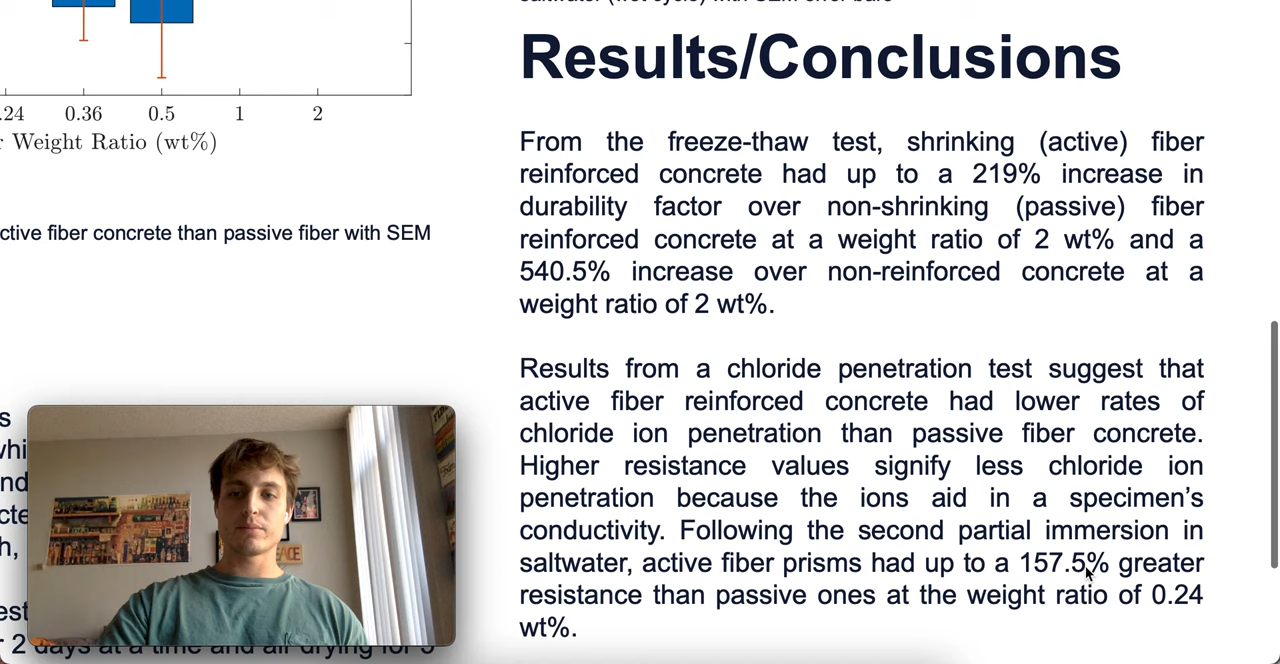 Results/Conclusions
.24 0.36 0.5 1 2
Weight Ratio (wt%)
ctive fiber concrete than passive fiber with SEM
From the freeze-thaw test, shrinking (active) fiber
reinforced concrete had up to a 219% increase in
durability factor over non-shrinking (passive) fiber
reinforced concrete at a weight ratio of 2 wt% and a
540.5% increase over non-reinforced concrete at a
weight ratio of 2 wt%.
Results from a chloride penetration test suggest that
active fiber reinforced concrete had lower rates of
chloride ion penetration than passive fiber concrete.
Higher resistance values signify less chloride ion
penetration because the ions aid in a specimen’s
conductivity. Following the second partial immersion in
saltwater, active fiber prisms had up to a 157.5% greater
resistance than passive ones at the weight ratio of 0.24
wt%.